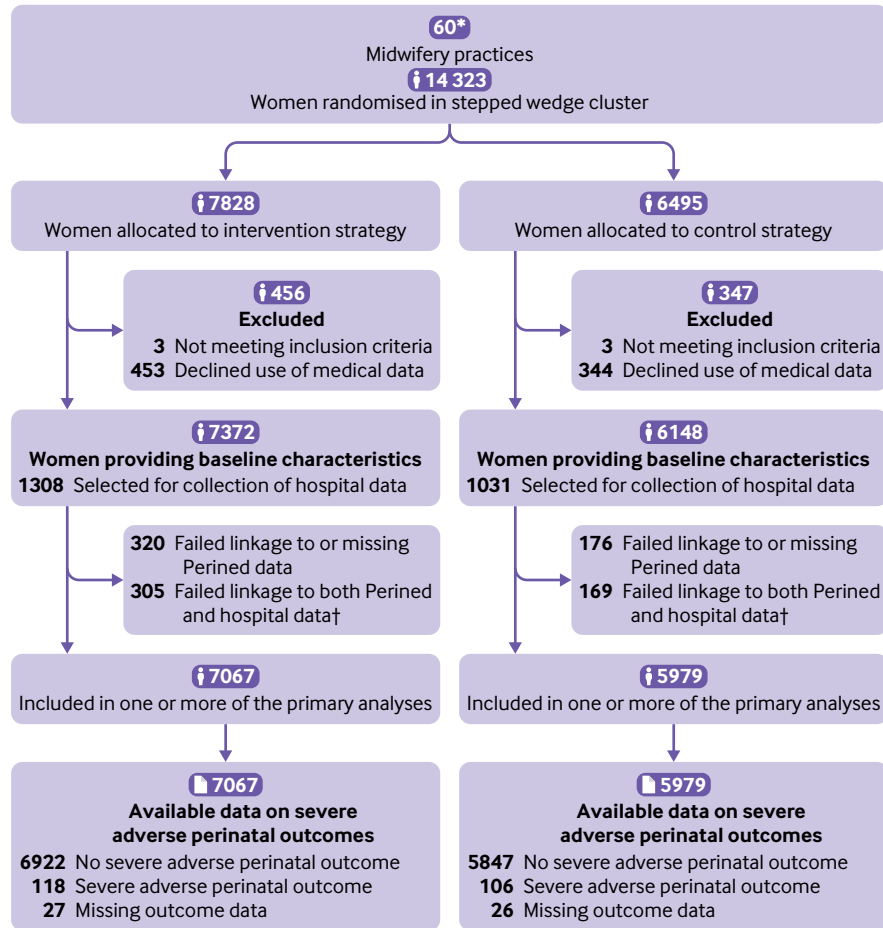 60*
Midwifery practices
14 323
Women randomised in stepped wedge cluster
7828
Women allocated to intervention strategy
6495
Women allocated to control strategy
456
Excluded
3 Not meeting inclusion criteria
453 Declined use of medical data
347
Excluded
3 Not meeting inclusion criteria
344 Declined use of medical data
7372
Women providing baseline characteristics
1308 Selected for collection of hospital data
6148
Women providing baseline characteristics
1031 Selected for collection of hospital data
320 Failed linkage to or missing
Perined data
305 Failed linkage to both Perined
and hospital data†
176 Failed linkage to or missing
Perined data
169 Failed linkage to both Perined
and hospital data†
7067
Included in one or more of the primary analyses
5979
Included in one or more of the primary analyses
7067
Available data on severe
adverse perinatal outcomes
6922 No severe adverse perinatal outcome
118 Severe adverse perinatal outcome
27 Missing outcome data
5979
Available data on severe
adverse perinatal outcomes
5847 No severe adverse perinatal outcome
106 Severe adverse perinatal outcome
26 Missing outcome data